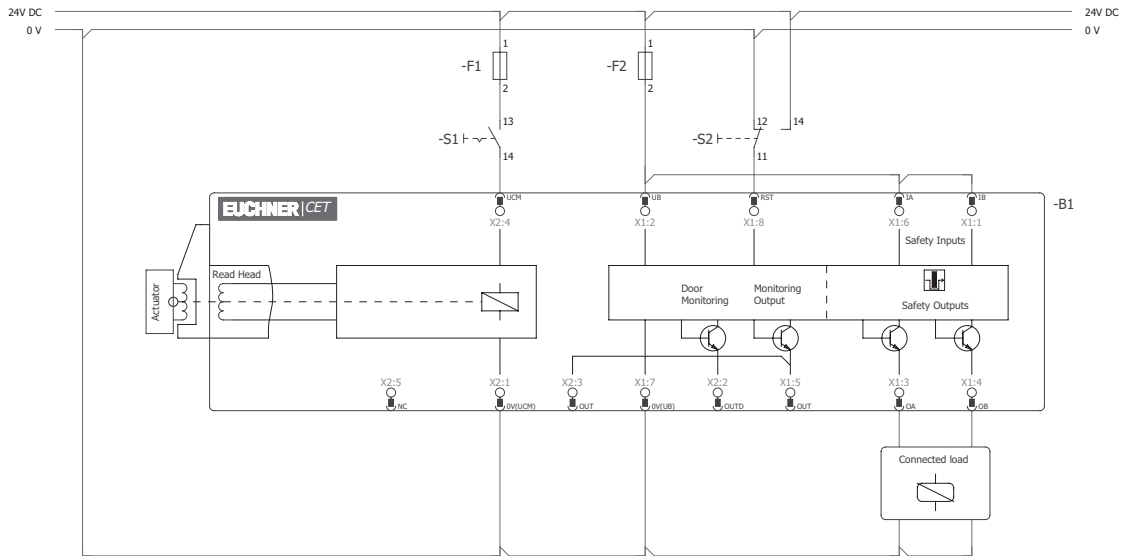 24V DC 24V DC
0 V 0 V
1 1
-F1 -F2
2 2
13 12 14
-S1 -S2
14 11
EUCHNER CET UCM UB RST IA IB -B1
X2:4 X1:2 X1:8 X1:6 X1:1
Safety Inputs
Read Head
Actuator
Door Monitoring
Monitoring Output
Safety Outputs
X2:5 X2:1 X2:3 X1:7 X2:2 X1:5 X1:3 X1:4
NC 0V(UCM) OUT 0V(UB) OUTD OUT OA OB
Connected load